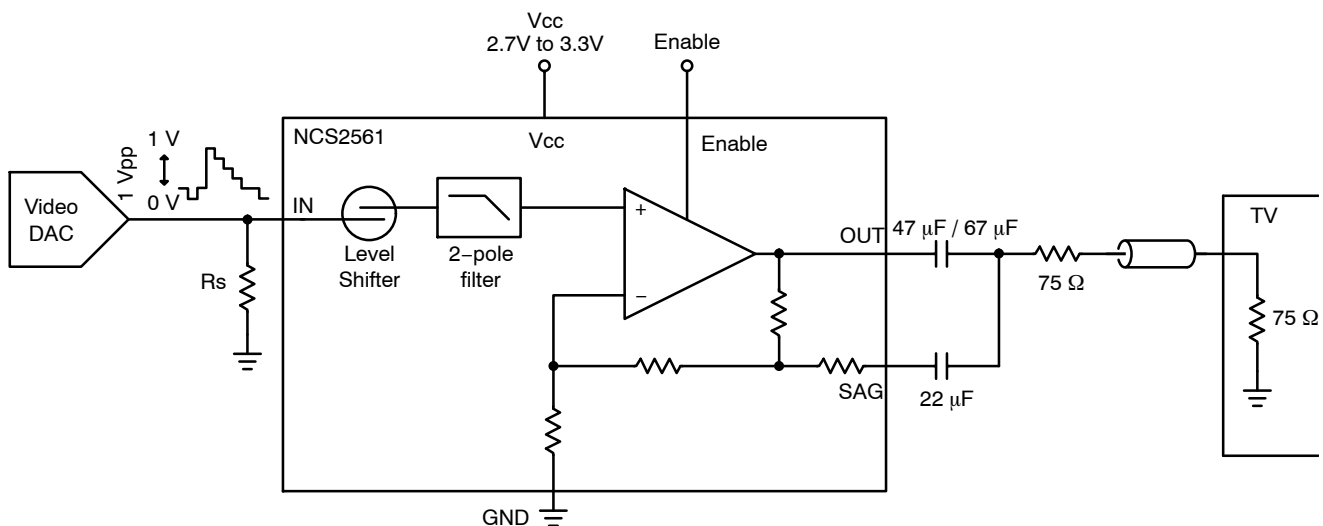 Vcc
2.7V to 3.3V
Enable
NCS2561
Vcc
Enable
1 Vpp
1 V
0 V
Video
DAC
IN
Rs
Level
Shifter
2−pole
filter
+
−
OUT
47 μF / 67 μF
75 Ω
TV
75 Ω
SAG
22 μF
GND